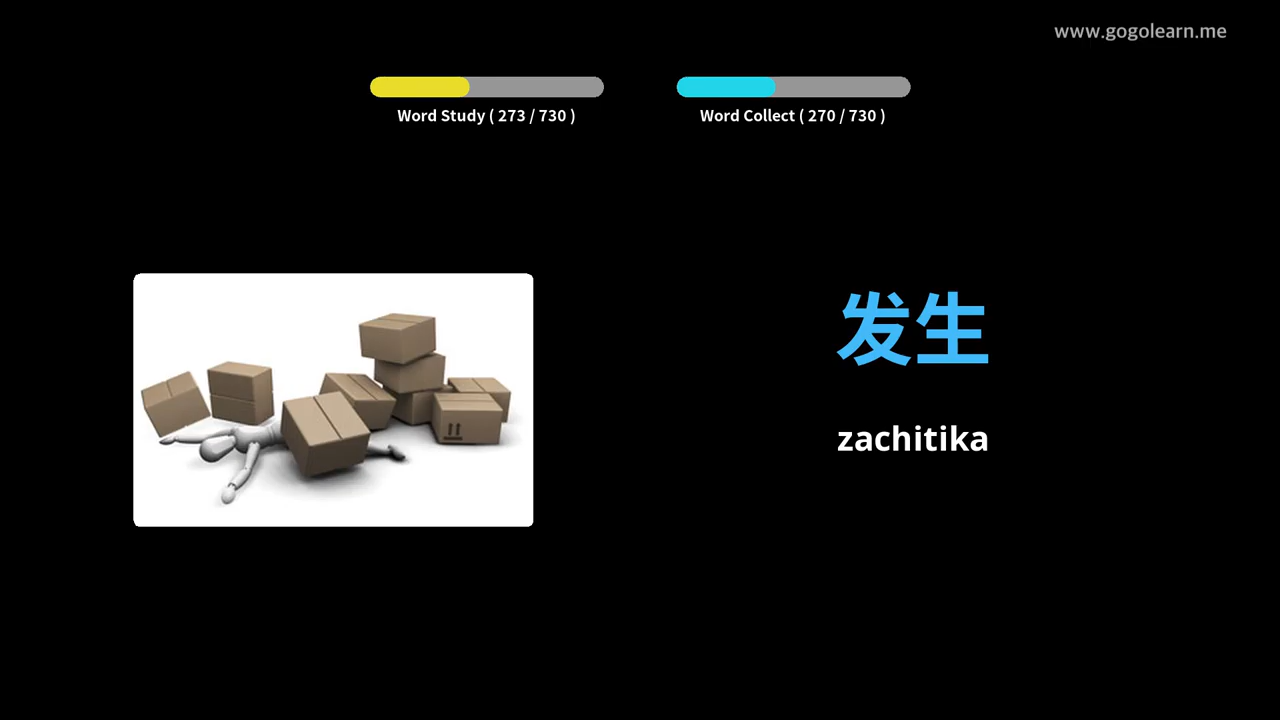 www.gogolearn.me
Word Study ( 273 / 730 )
Word Collect ( 270 / 730 )
发生
zachitika